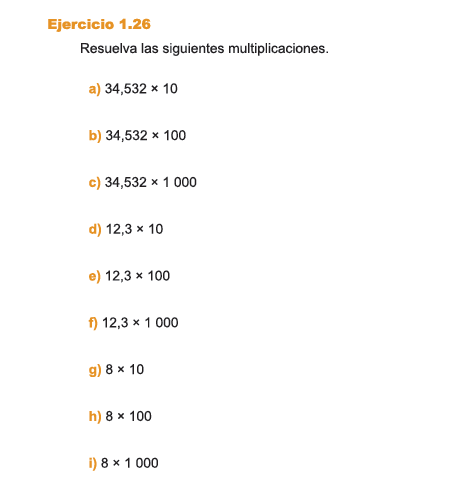 Ejercicio 1.26
Resuelva las siguientes multiplicaciones.
a) 34,532 × 10
b) 34,532 × 100
c) 34,532 × 1 000
d) 12,3 × 10
e) 12,3 × 100
f) 12,3 × 1 000
g) 8 × 10
h) 8 × 100
i) 8 × 1 000